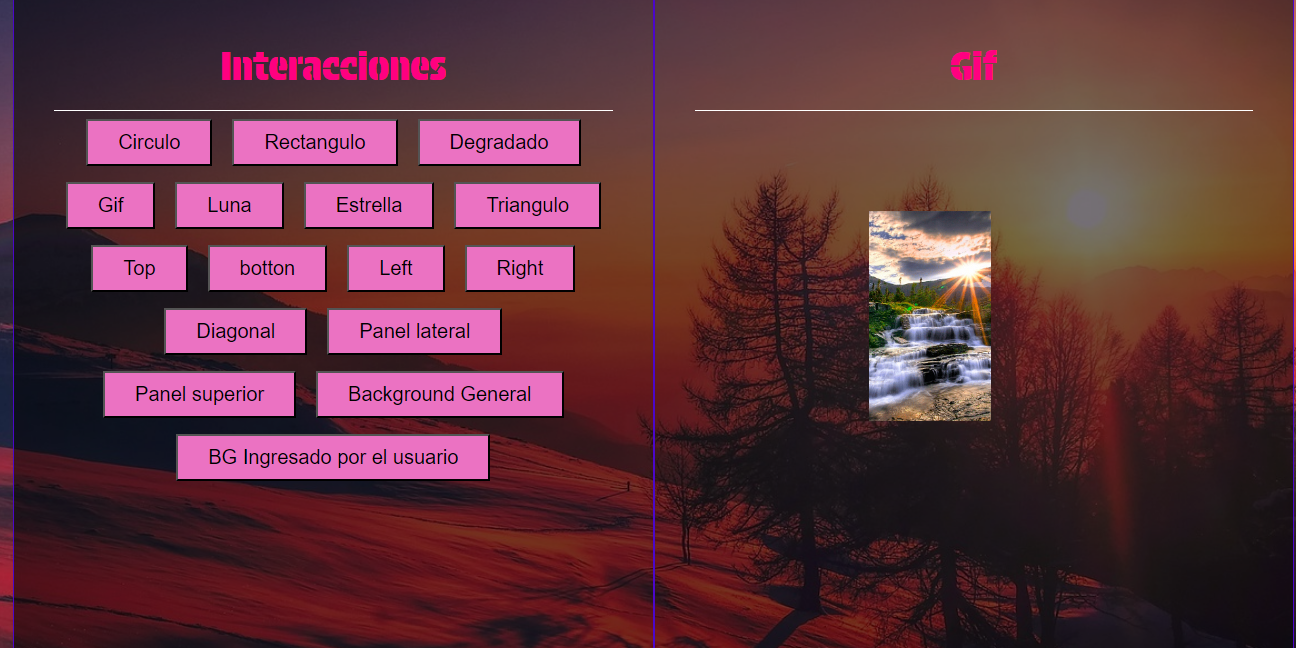 Interacciones
Circulo Rectangulo Degradado
Gif Luna Estrella Triangulo
Top botton Left Right
Diagonal Panel lateral
Panel superior Background General
BG Ingresado por el usuario
Gif